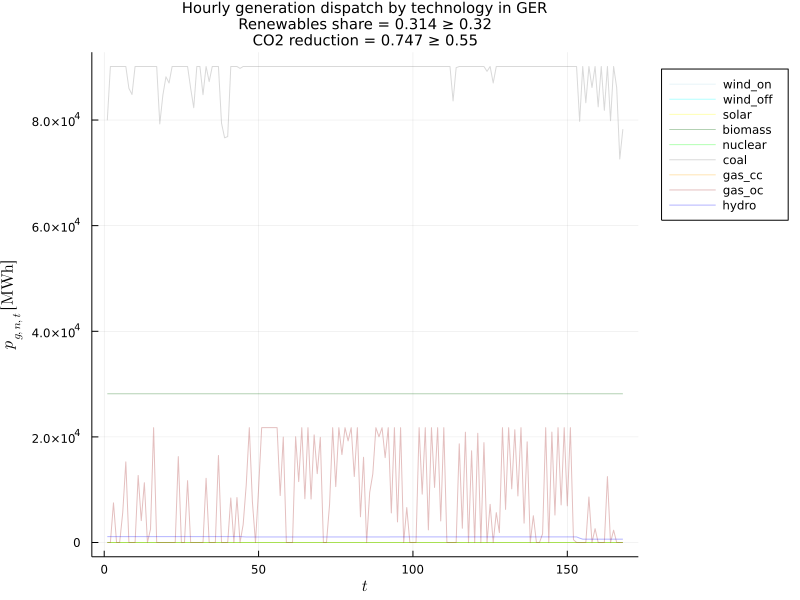 Hourly generation dispatch by technology in GER
Renewables share = 0.314 ≥ 0.32
CO2 reduction = 0.747 ≥ 0.55
wind_on
wind_off
solar
biomass
nuclear
coal
gas_cc
gas_oc
hydro
p_{g,n,t} [MWh]
8.0×10⁴
6.0×10⁴
4.0×10⁴
2.0×10⁴
0
0 50 100 150
t